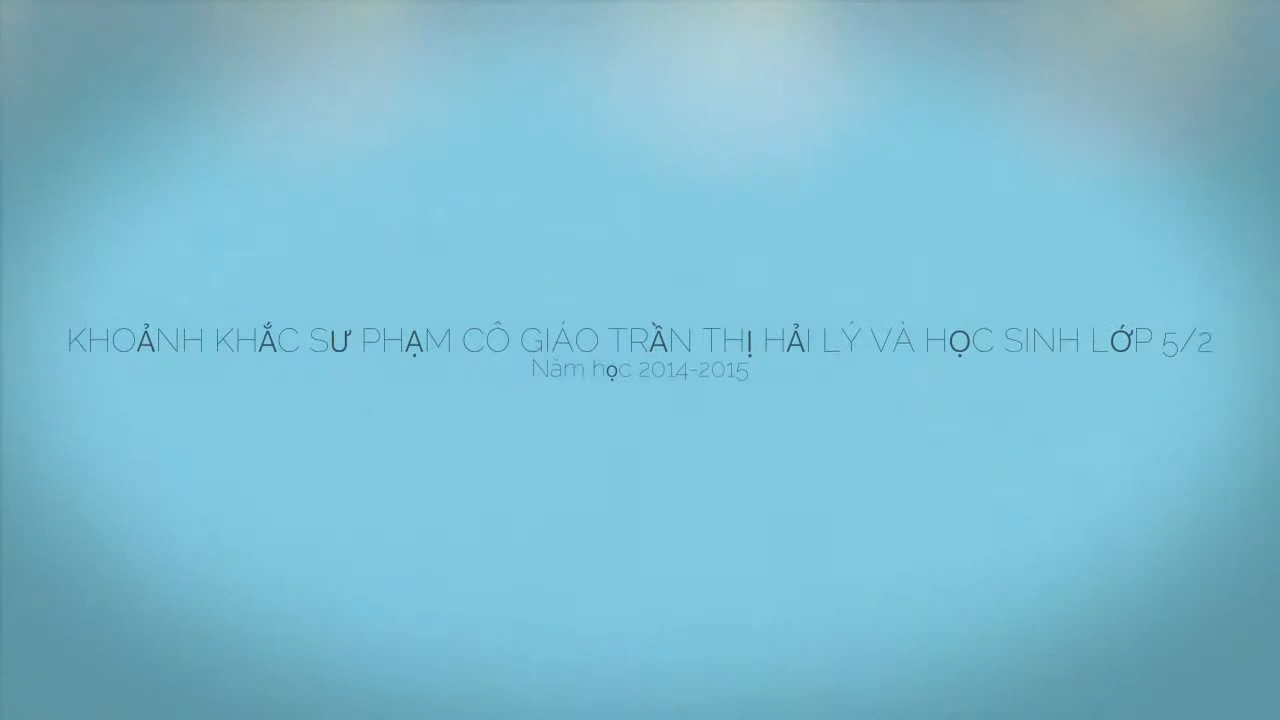 KHOẢNH KHẮC SƯ PHẠM CÔ GIÁO TRẦN THỊ HẢI LÝ VÀ HỌC SINH LỚP 5/2
Năm học 2014-2015